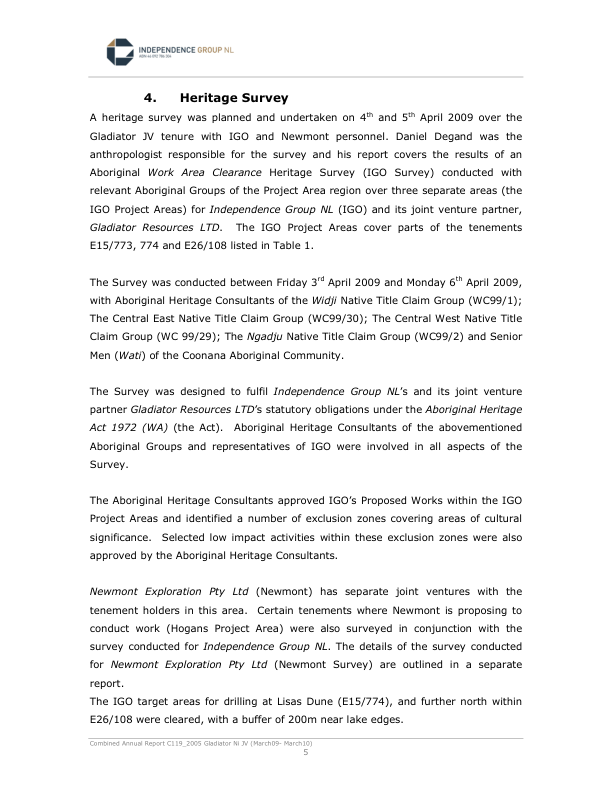 INDEPENDENCE GROUP NL
4. Heritage Survey
A heritage survey was planned and undertaken on 4th and 5th April 2009 over the
Gladiator JV tenure with IGO and Newmont personnel. Daniel Degand was the
anthropologist responsible for the survey and his report covers the results of an
Aboriginal Work Area Clearance Heritage Survey (IGO Survey) conducted with
relevant Aboriginal Groups of the Project Area region over three separate areas (the
IGO Project Areas) for Independence Group NL (IGO) and its joint venture partner,
Gladiator Resources LTD. The IGO Project Areas cover parts of the tenements
E15/773, 774 and E26/108 listed in Table 1.
The Survey was conducted between Friday 3rd April 2009 and Monday 6th April 2009,
with Aboriginal Heritage Consultants of the Widji Native Title Claim Group (WC99/1);
The Central East Native Title Claim Group (WC99/30); The Central West Native Title
Claim Group (WC 99/29); The Ngadju Native Title Claim Group (WC99/2) and Senior
Men (Wati) of the Coonana Aboriginal Community.
The Survey was designed to fulfil Independence Group NL's and its joint venture
partner Gladiator Resources LTD's statutory obligations under the Aboriginal Heritage
Act 1972 (WA) (the Act). Aboriginal Heritage Consultants of the abovementioned
Aboriginal Groups and representatives of IGO were involved in all aspects of the
Survey.
The Aboriginal Heritage Consultants approved IGO's Proposed Works within the IGO
Project Areas and identified a number of exclusion zones covering areas of cultural
significance. Selected low impact activities within these exclusion zones were also
approved by the Aboriginal Heritage Consultants.
Newmont Exploration Pty Ltd (Newmont) has separate joint ventures with the
tenement holders in this area. Certain tenements where Newmont is proposing to
conduct work (Hogans Project Area) were also surveyed in conjunction with the
survey conducted for Independence Group NL. The details of the survey conducted
for Newmont Exploration Pty Ltd (Newmont Survey) are outlined in a separate
report.
The IGO target areas for drilling at Lisas Dune (E15/774), and further north within
E26/108 were cleared, with a buffer of 200m near lake edges.
Combined Annual Report C119_2005 Gladiator Ni JV (March09- March10)
5